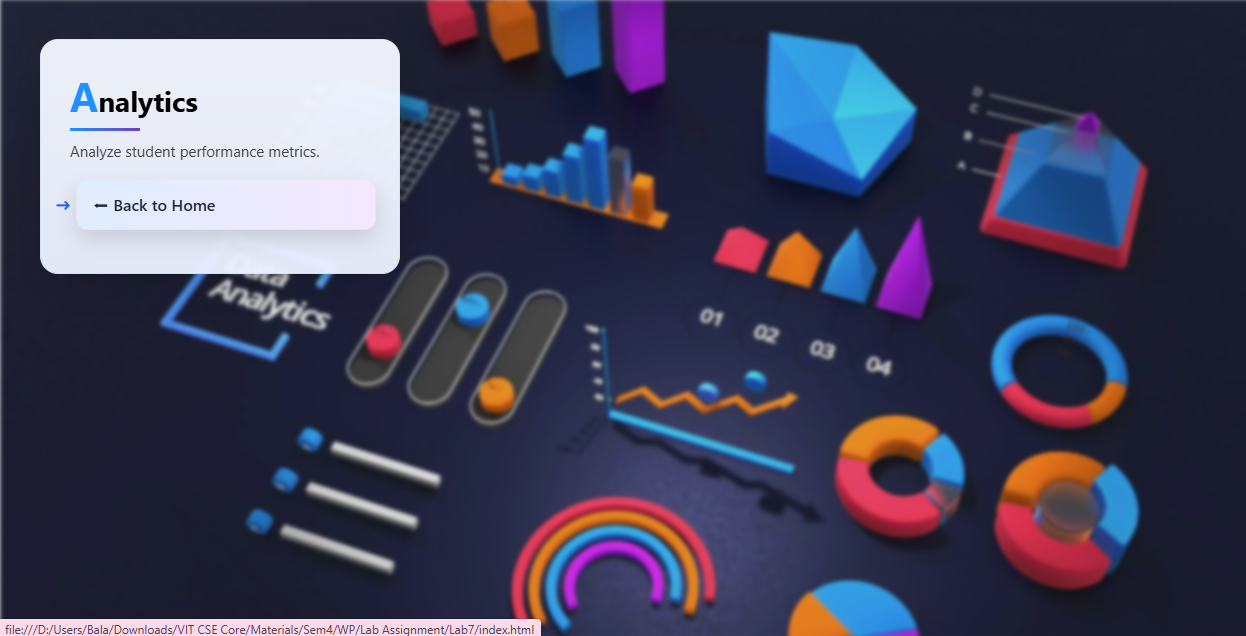 Analytics
Analyze student performance metrics.
→ ⬅ Back to Home
Data
Analytics
D
C
B
A
01
02
03
04
file:///D:/Users/Bala/Downloads/VIT CSE Core/Materials/Sem4/WP/Lab Assignment/Lab7/index.html